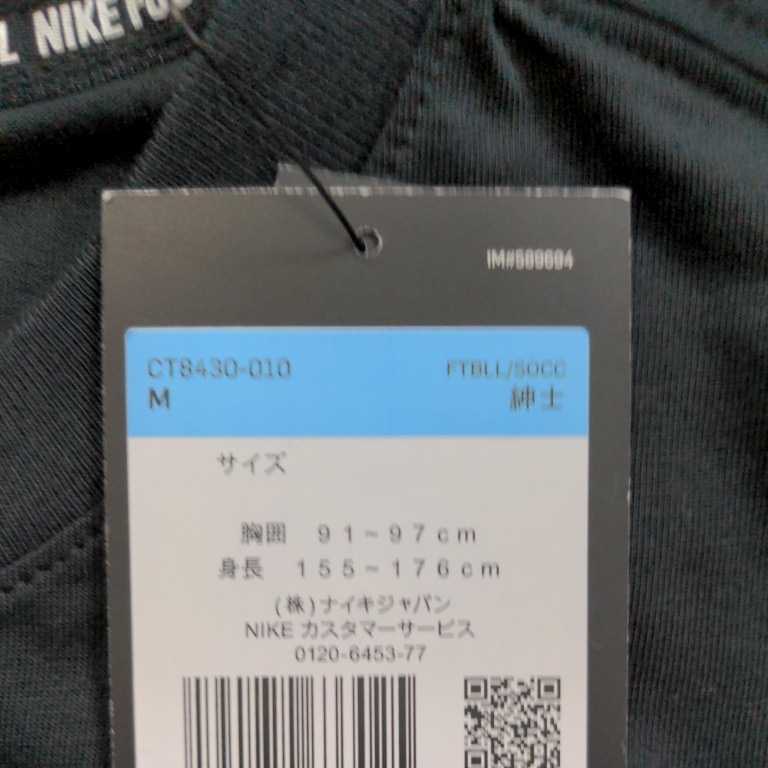 NIKE
IM#589694
CT8430-010 FTBLL/SOCC
M 紳士
サイズ
胸囲 91~97cm
身長 155~176cm
(株)ナイキジャパン
NIKE カスタマーサービス
0120-6453-77